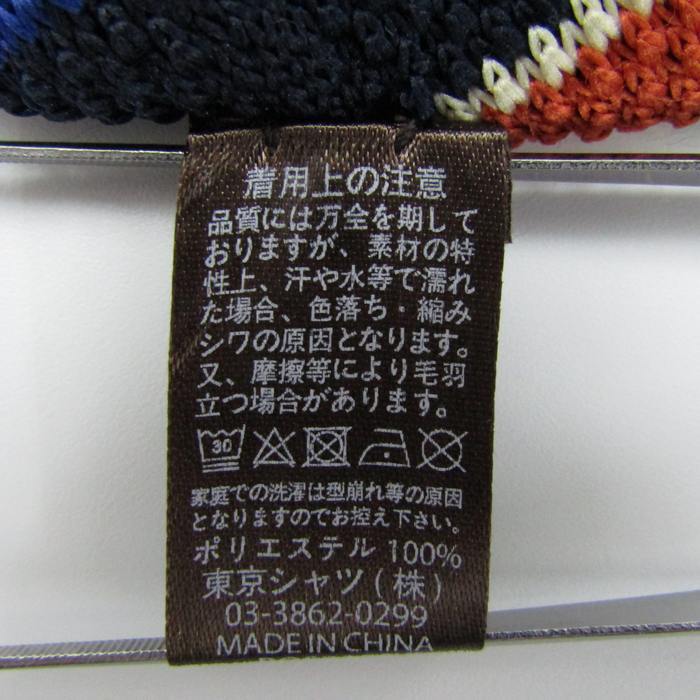 着用上の注意
品質には万全を期して
おりますが、素材の特
性上、汗や水等で濡れ
た場合、色落ち・縮み
シワの原因となります。
又、摩擦等により毛羽
立つ場合があります。
30
家庭での洗濯は型崩れ等の原因
となりますのでお控え下さい。
ポリエステル 100%
東京シャツ(株)
03-3862-0299
MADE IN CHINA